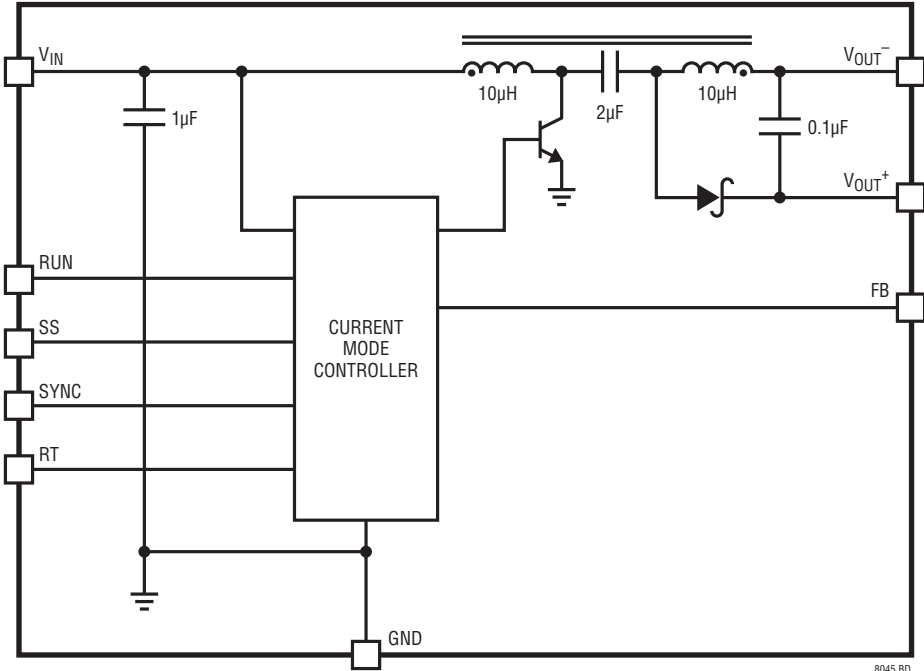 VIN
VOUT–
10µH
10µH
2µF
1µF
0.1µF
VOUT+
RUN
FB
SS
CURRENT
MODE
CONTROLLER
SYNC
RT
GND
8045 BD